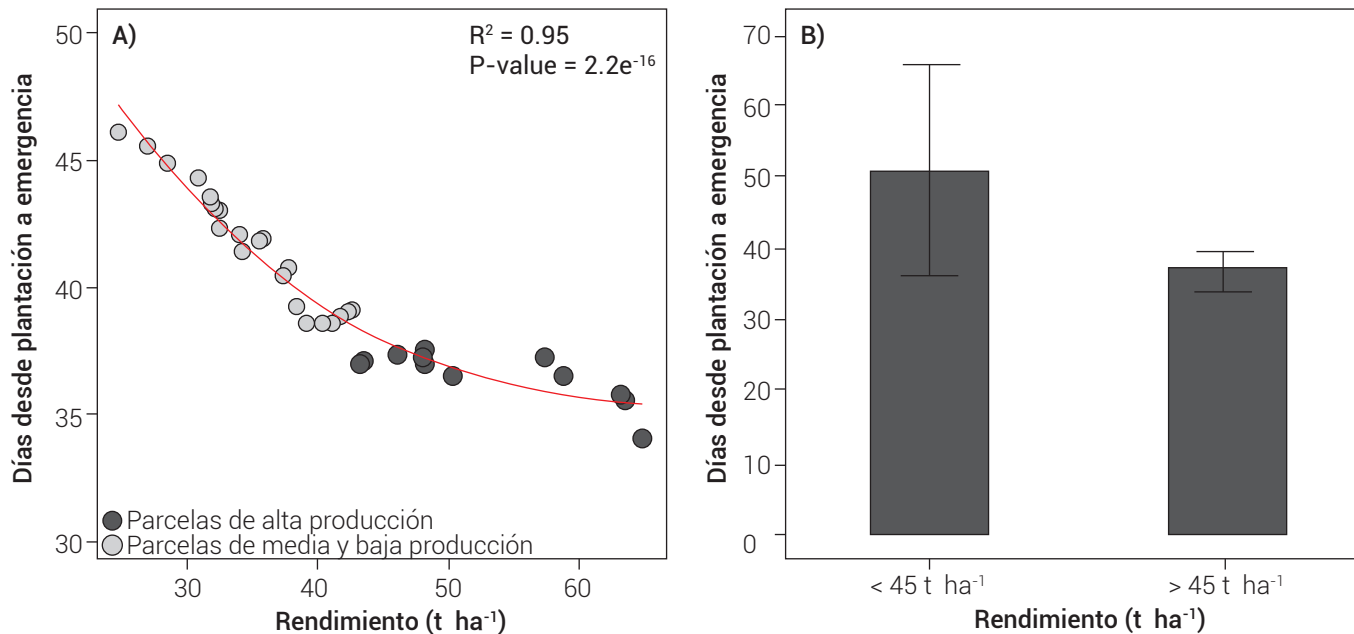 A)
R² = 0.95
P-value = 2.2e⁻¹⁶
Días desde plantación a emergencia
50
45
40
35
30
Parcelas de alta producción
Parcelas de media y baja producción
30 40 50 60
Rendimiento (t ha⁻¹)
B)
Días desde plantación a emergencia
70
60
50
40
30
20
10
0
< 45 t ha⁻¹ > 45 t ha⁻¹
Rendimiento (t ha⁻¹)